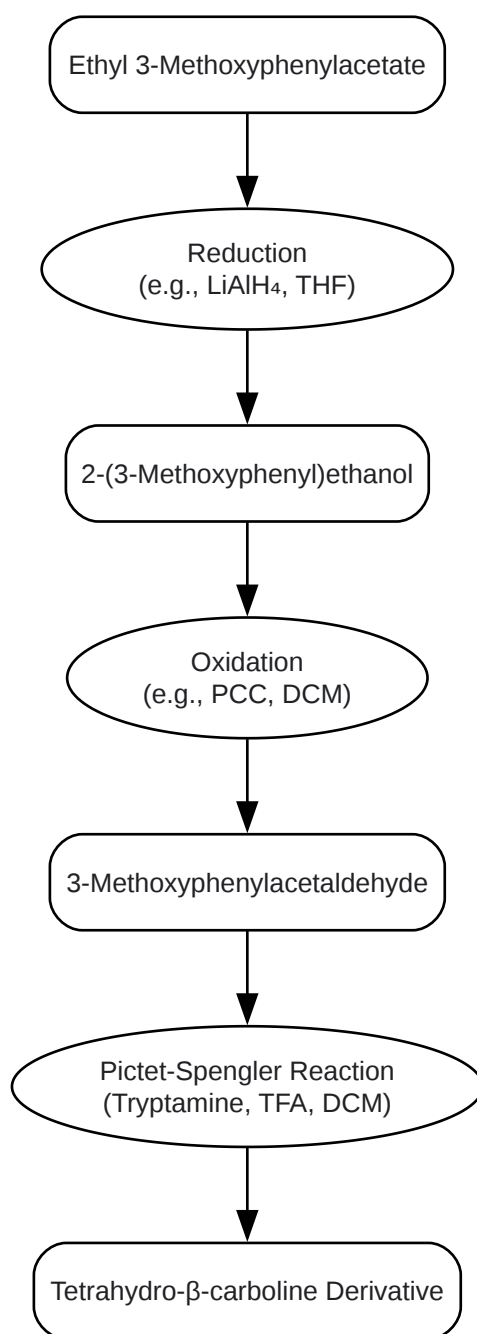 Ethyl 3-Methoxyphenylacetate
Reduction
(e.g., LiAlH₄, THF)
2-(3-Methoxyphenyl)ethanol
Oxidation
(e.g., PCC, DCM)
3-Methoxyphenylacetaldehyde
Pictet-Spengler Reaction
(Tryptamine, TFA, DCM)
Tetrahydro-β-carboline Derivative